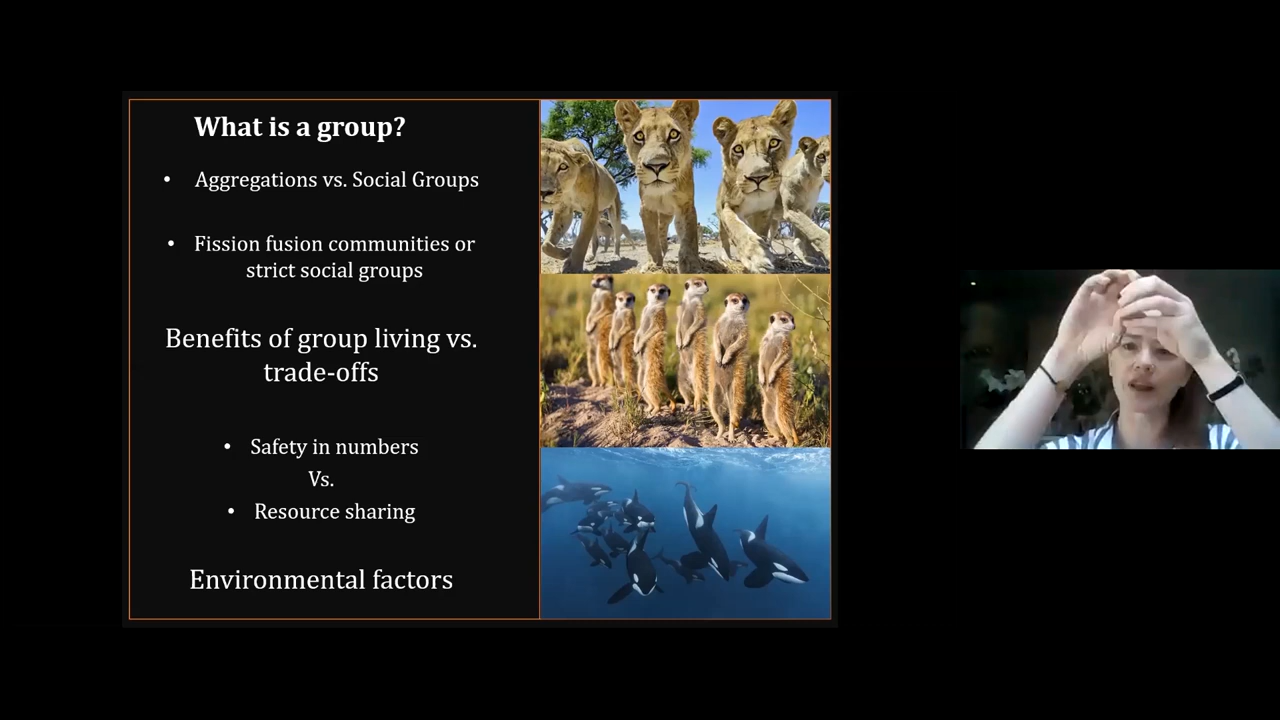 What is a group?
• Aggregations vs. Social Groups
• Fission fusion communities or
strict social groups
Benefits of group living vs.
trade-offs
• Safety in numbers
Vs.
• Resource sharing
Environmental factors